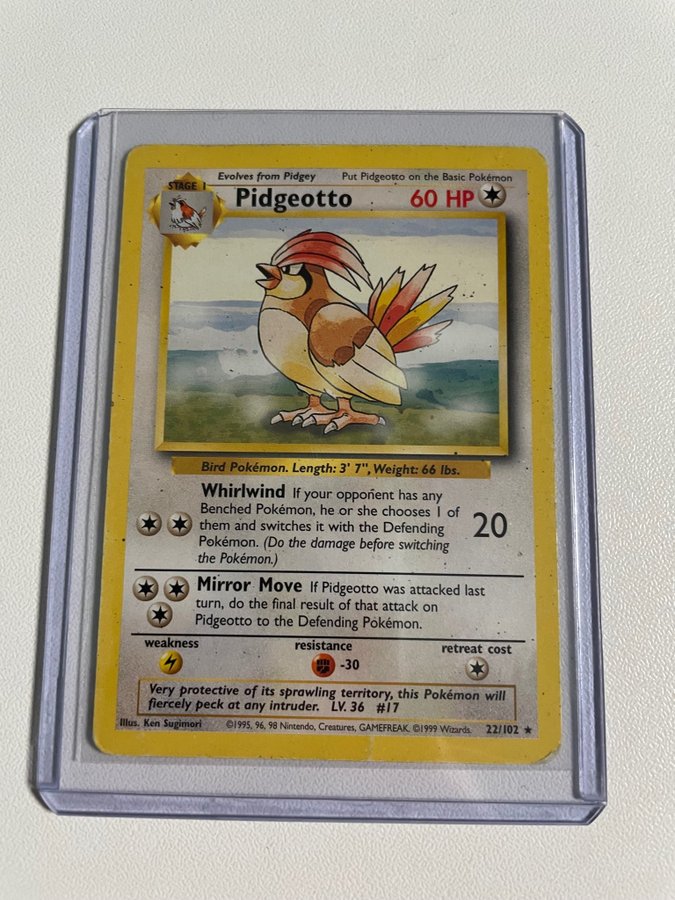 Evolves from Pidgey Put Pidgeotto on the Basic Pokémon
STAGE 1
Pidgeotto 60 HP
Bird Pokémon. Length: 3' 7", Weight: 66 lbs.
Whirlwind If your opponent has any
Benched Pokémon, he or she chooses 1 of
them and switches it with the Defending
Pokémon. (Do the damage before switching
the Pokémon.)
20
Mirror Move If Pidgeotto was attacked last
turn, do the final result of that attack on
Pidgeotto to the Defending Pokémon.
weakness resistance retreat cost
-30
Very protective of its sprawling territory, this Pokémon will
fiercely peck at any intruder. LV. 36 #17
Illus. Ken Sugimori ©1995, 96, 98 Nintendo, Creatures, GAMEFREAK. ©1999 Wizards. 22/102 ★